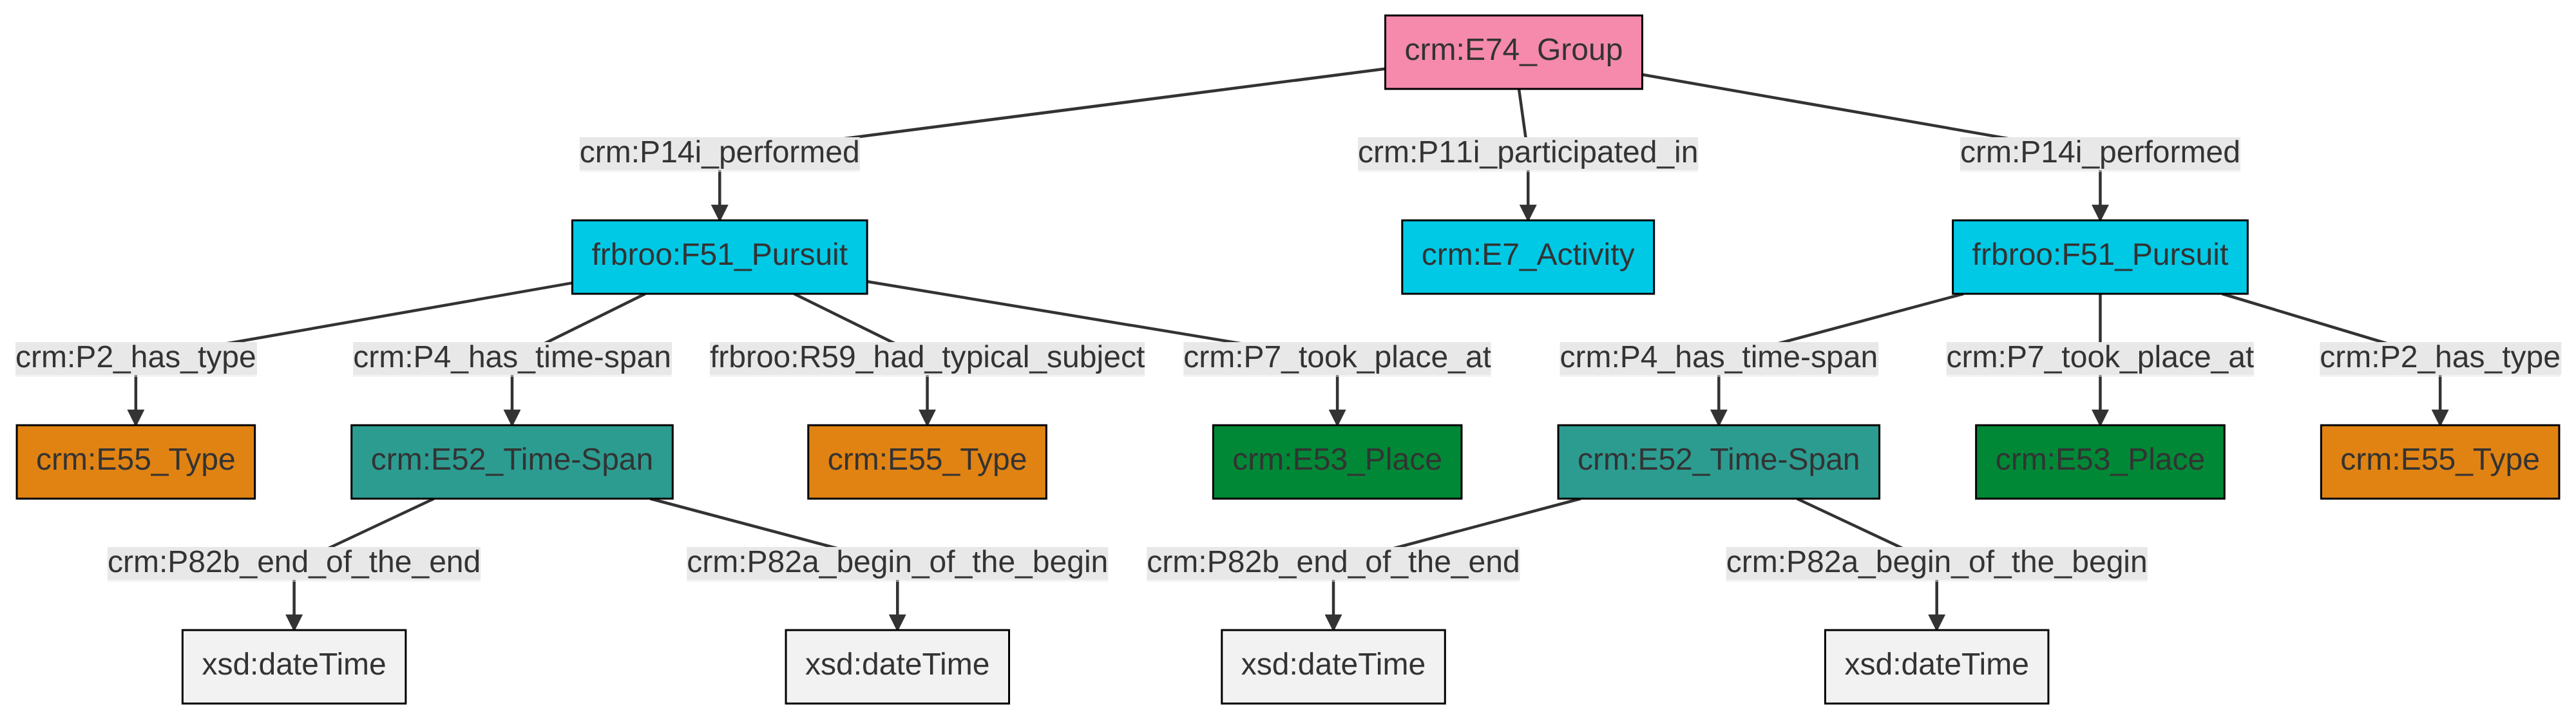 crm:E74_Group
crm:P14i_performed
crm:P11i_participated_in
crm:P14i_performed
frbroo:F51_Pursuit
crm:E7_Activity
frbroo:F51_Pursuit
crm:P2_has_type
crm:P4_has_time-span
frbroo:R59_had_typical_subject
crm:P7_took_place_at
crm:P4_has_time-span
crm:P7_took_place_at
crm:P2_has_type
crm:E55_Type
crm:E52_Time-Span
crm:E55_Type
crm:E53_Place
crm:E52_Time-Span
crm:E53_Place
crm:E55_Type
crm:P82b_end_of_the_end
crm:P82a_begin_of_the_begin
crm:P82b_end_of_the_end
crm:P82a_begin_of_the_begin
xsd:dateTime
xsd:dateTime
xsd:dateTime
xsd:dateTime